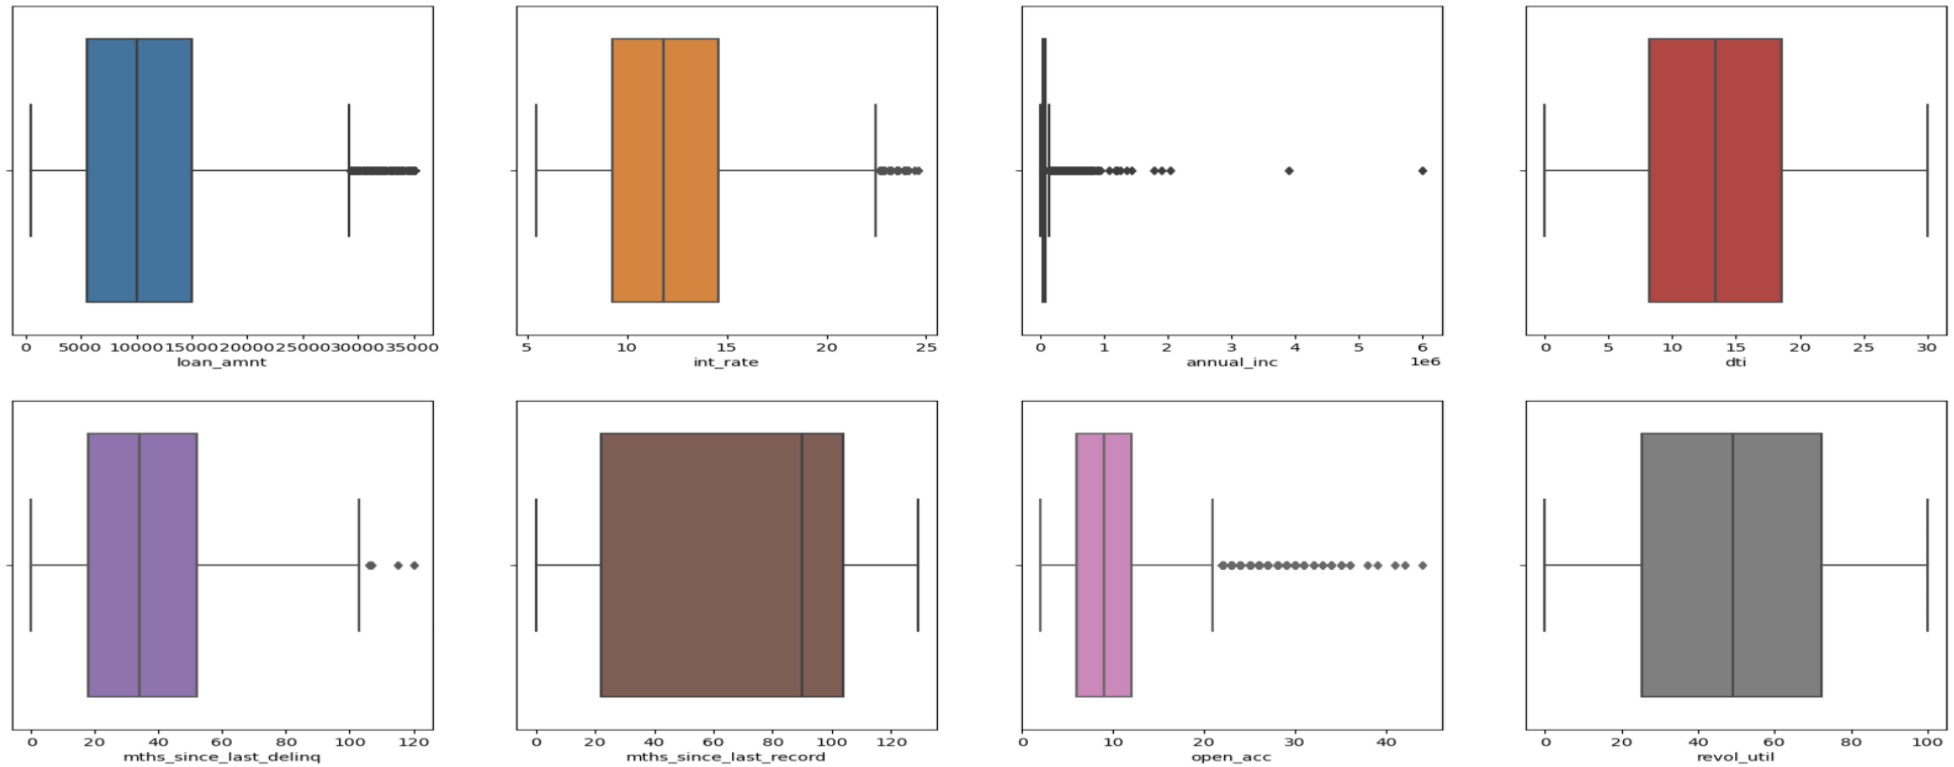 0 5000 10000 15000 20000 25000 30000 35000
loan_amnt
5 10 15 20 25
int_rate
0 1 2 3 4 5 6
1e6
annual_inc
0 5 10 15 20 25 30
dti
0 20 40 60 80 100 120
mths_since_last_delinq
0 20 40 60 80 100 120
mths_since_last_record
0 10 20 30 40
open_acc
0 20 40 60 80 100
revol_util